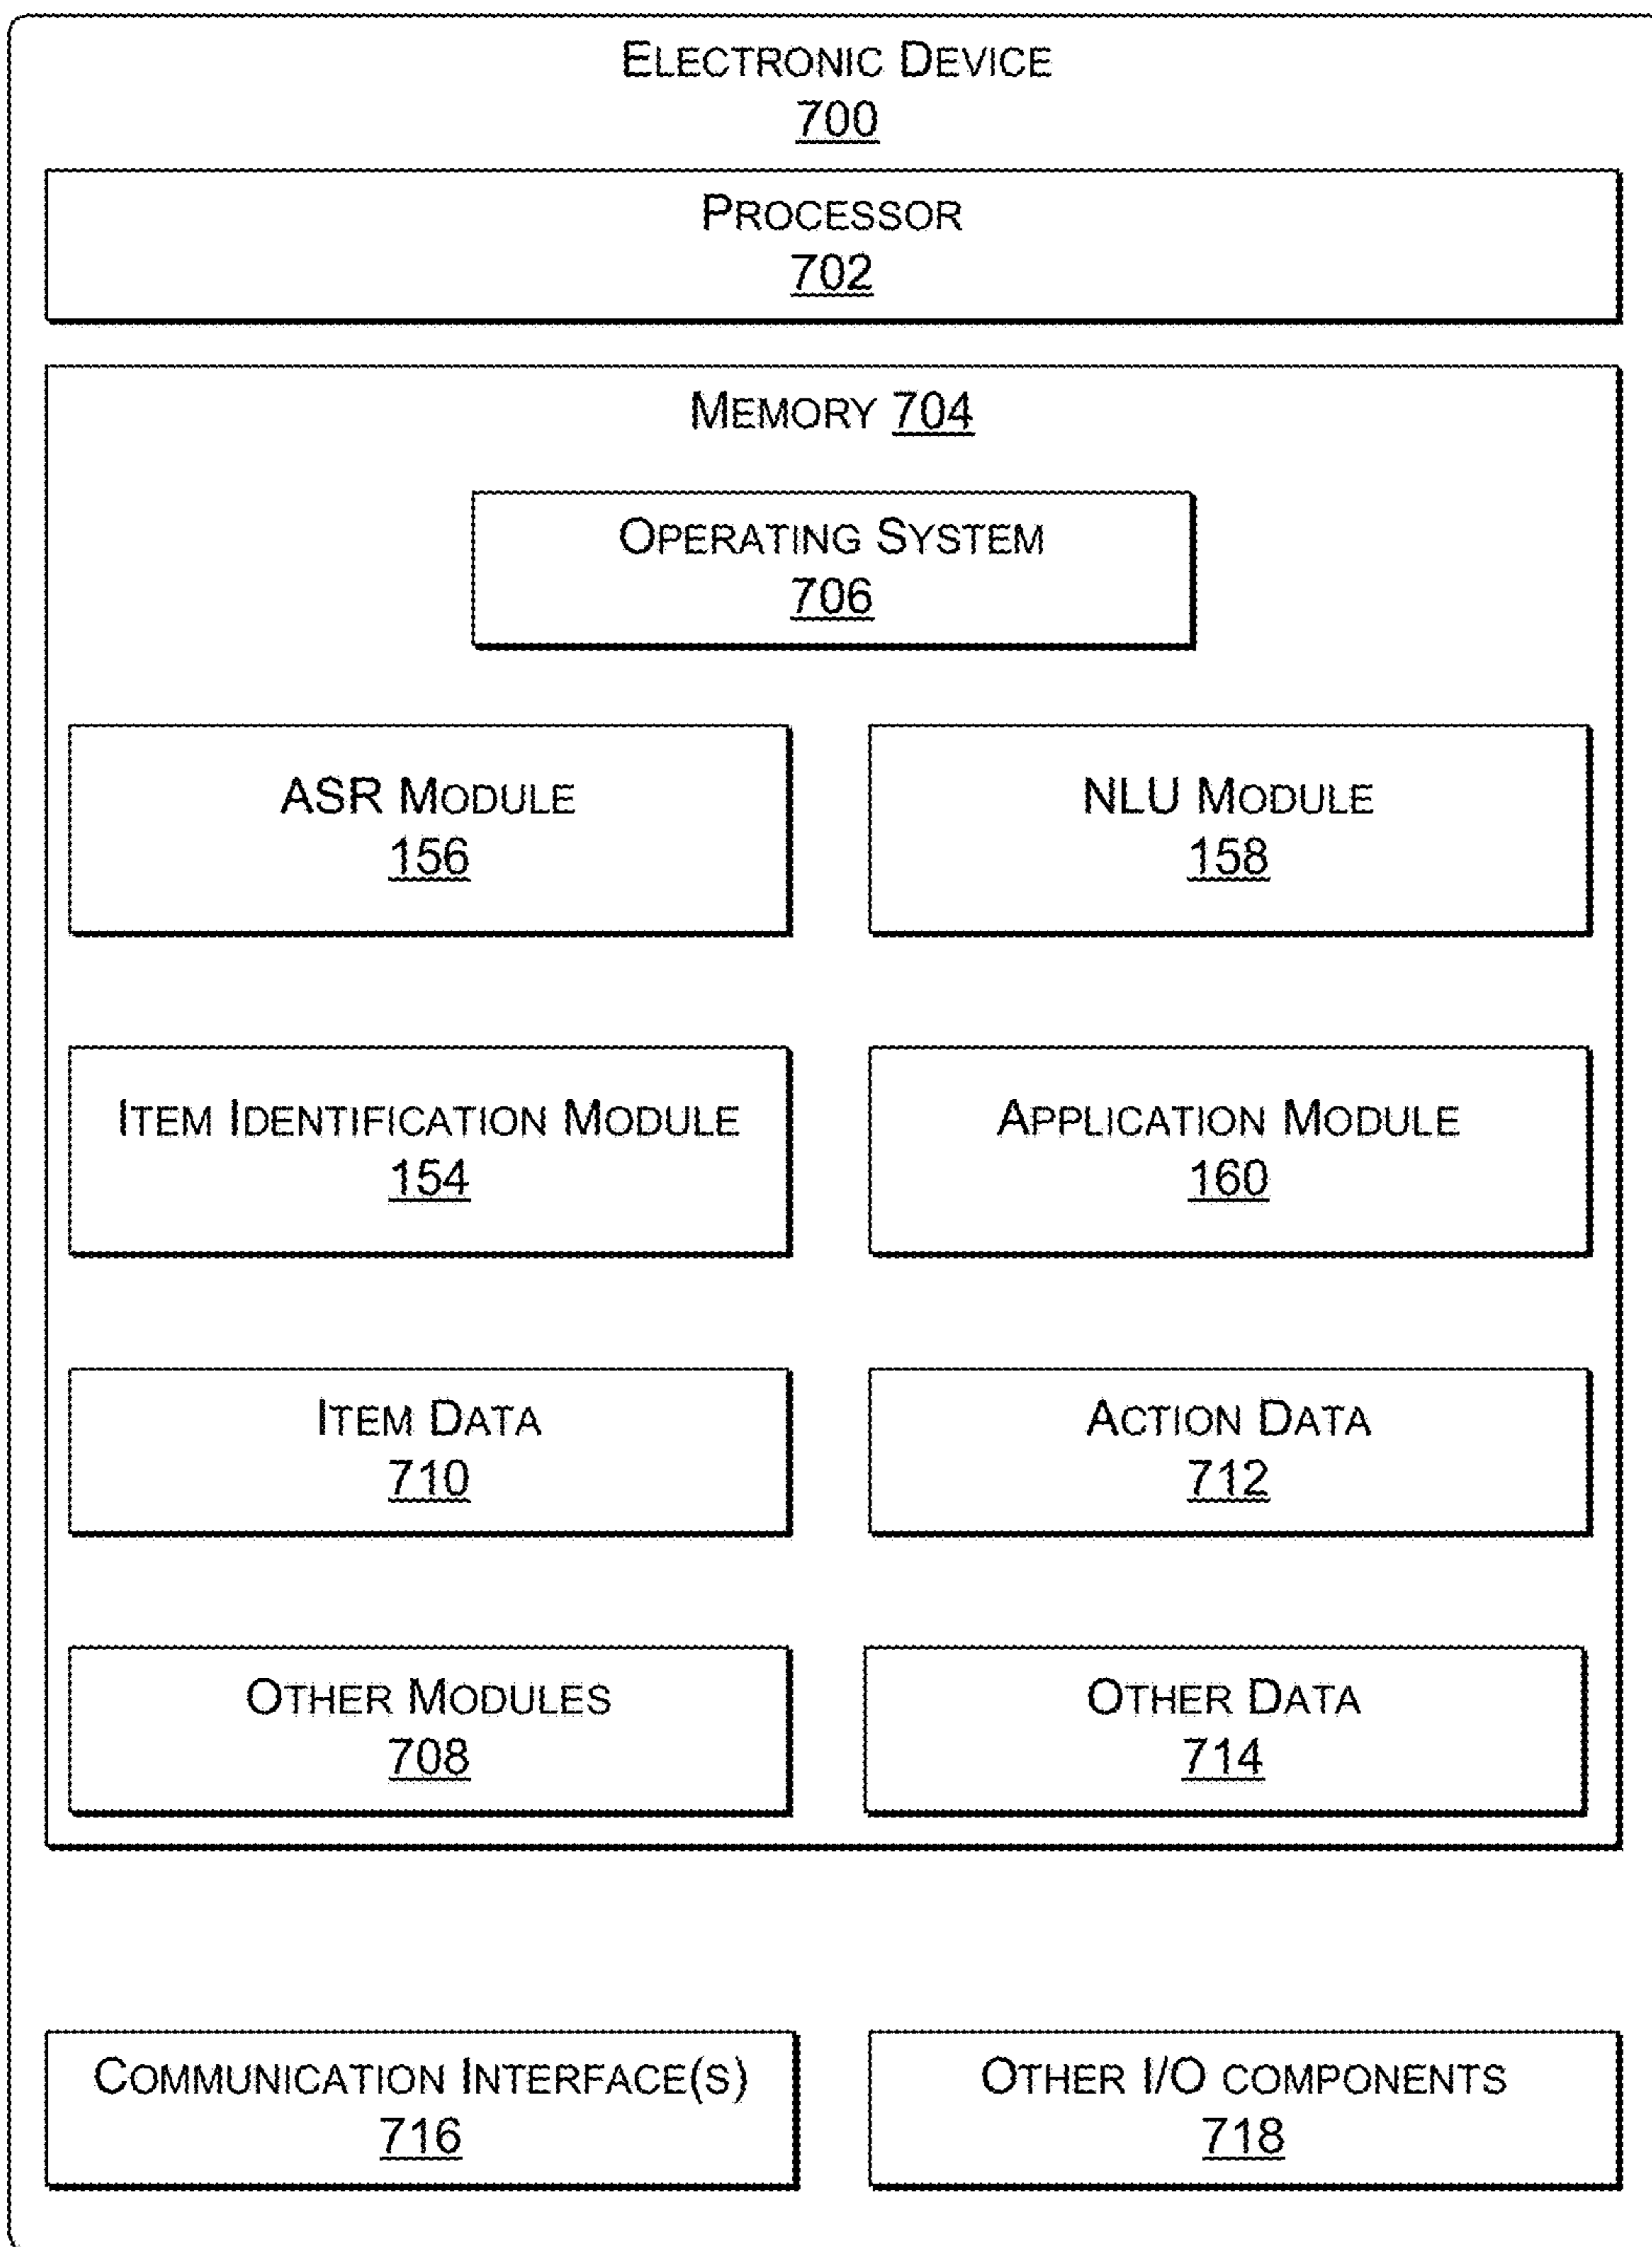 ELECTRONIC DEVICE
700
PROCESSOR
702
MEMORY 704
OPERATING SYSTEM
706
ASR MODULE
156
NLU MODULE
158
ITEM IDENTIFICATION MODULE
154
APPLICATION MODULE
160
ITEM DATA
710
ACTION DATA
712
OTHER MODULES
708
OTHER DATA
714
COMMUNICATION INTERFACE(S)
716
OTHER I/O COMPONENTS
718